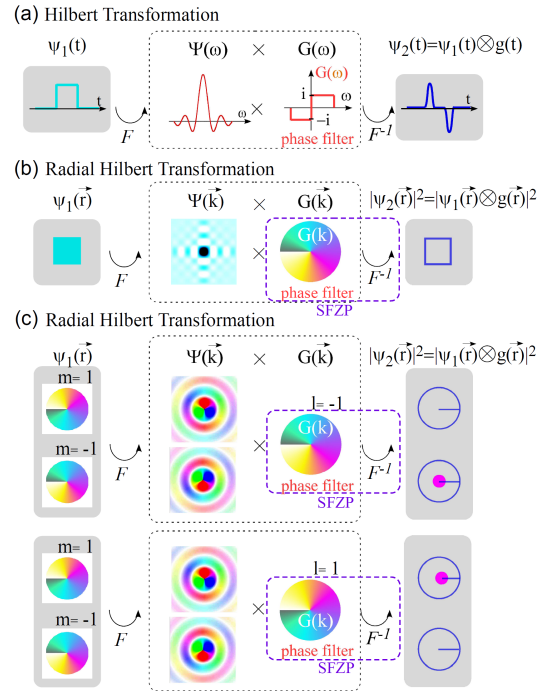 (a) Hilbert Transformation
ψ₁(t) Ψ(ω) × G(ω) ψ₂(t)=ψ₁(t)⊗g(t)
G(ω)
i ω
t × t
F ω −i F⁻¹
phase filter
(b) Radial Hilbert Transformation
ψ₁(r⃗) Ψ(k⃗) × G(k⃗) |ψ₂(r⃗)|²=|ψ₁(r⃗)⊗g(r⃗)|²
G(k)
×
F F⁻¹
phase filter
SFZP
(c) Radial Hilbert Transformation
ψ₁(r⃗) Ψ(k⃗) × G(k⃗) |ψ₂(r⃗)|²=|ψ₁(r⃗)⊗g(r⃗)|²
m= 1
l= -1
G(k)
m= -1 ×
F F⁻¹
phase filter
SFZP
m= 1
l= 1
m= -1 ×
G(k)
F F⁻¹
phase filter
SFZP